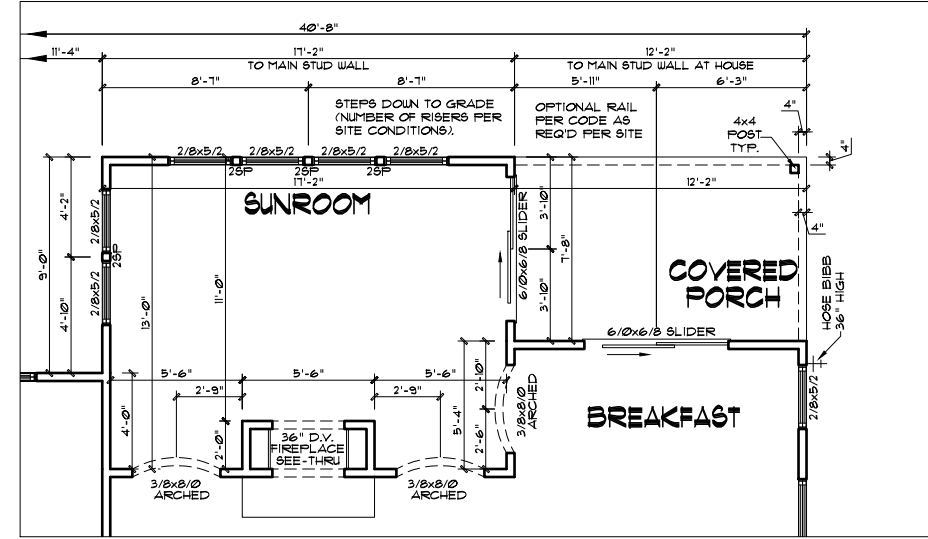 40'-8"
11'-4"
17'-2"
12'-2"
TO MAIN STUD WALL
TO MAIN STUD WALL AT HOUSE
8'-7"
8'-7"
5'-11"
6'-3"
STEPS DOWN TO GRADE
(NUMBER OF RISERS PER
SITE CONDITIONS).
OPTIONAL RAIL
PER CODE AS
REQ'D PER SITE
4"
4x4
POST
TYP.
4"
2/8x5/2
2/8x5/2
2/8x5/2
2/8x5/2
2SP
2SP
2SP
17'-2"
12'-2"
SUNROOM
4'-2"
9'-0"
4'-10"
2/8x5/2
2SP
2/8x5/2
13'-0"
11'-0"
6/0x6/8 SLIDER
3'-10"
7'-8"
3'-10"
4"
COVERED
PORCH
HOSE BIBB
36" HIGH
6/0x6/8 SLIDER
5'-6"
5'-6"
5'-6"
2'-9"
2'-9"
4'-0"
2'-0"
5'-4"
2'-10"
2'-6"
3/8x8/0
ARCHED
BREAKFAST
2/8x5/2
36" D.V.
FIREPLACE
SEE-THRU
3/8x8/0
ARCHED
3/8x8/0
ARCHED